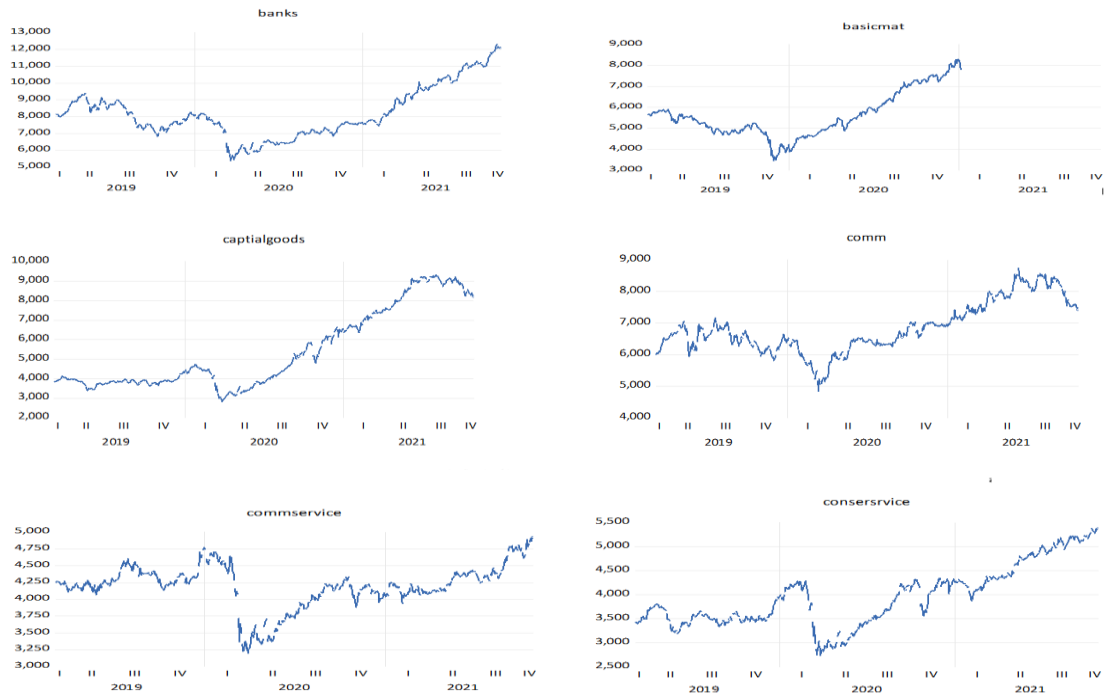 banks
13,000
12,000
11,000
10,000
9,000
8,000
7,000
6,000
5,000
I II III IV I II III IV I II III IV
2019 2020 2021
basicmat
9,000
8,000
7,000
6,000
5,000
4,000
3,000
I II III IV I II III IV I II III IV
2019 2020 2021
captialgoods
10,000
9,000
8,000
7,000
6,000
5,000
4,000
3,000
2,000
I II III IV I II III IV I II III IV
2019 2020 2021
comm
9,000
8,000
7,000
6,000
5,000
4,000
I II III IV I II III IV I II III IV
2019 2020 2021
commservice
5,000
4,750
4,500
4,250
4,000
3,750
3,500
3,250
3,000
I II III IV I II III IV I II III IV
2019 2020 2021
consersrvice
5,500
5,000
4,500
4,000
3,500
3,000
2,500
I II III IV I II III IV I II III IV
2019 2020 2021